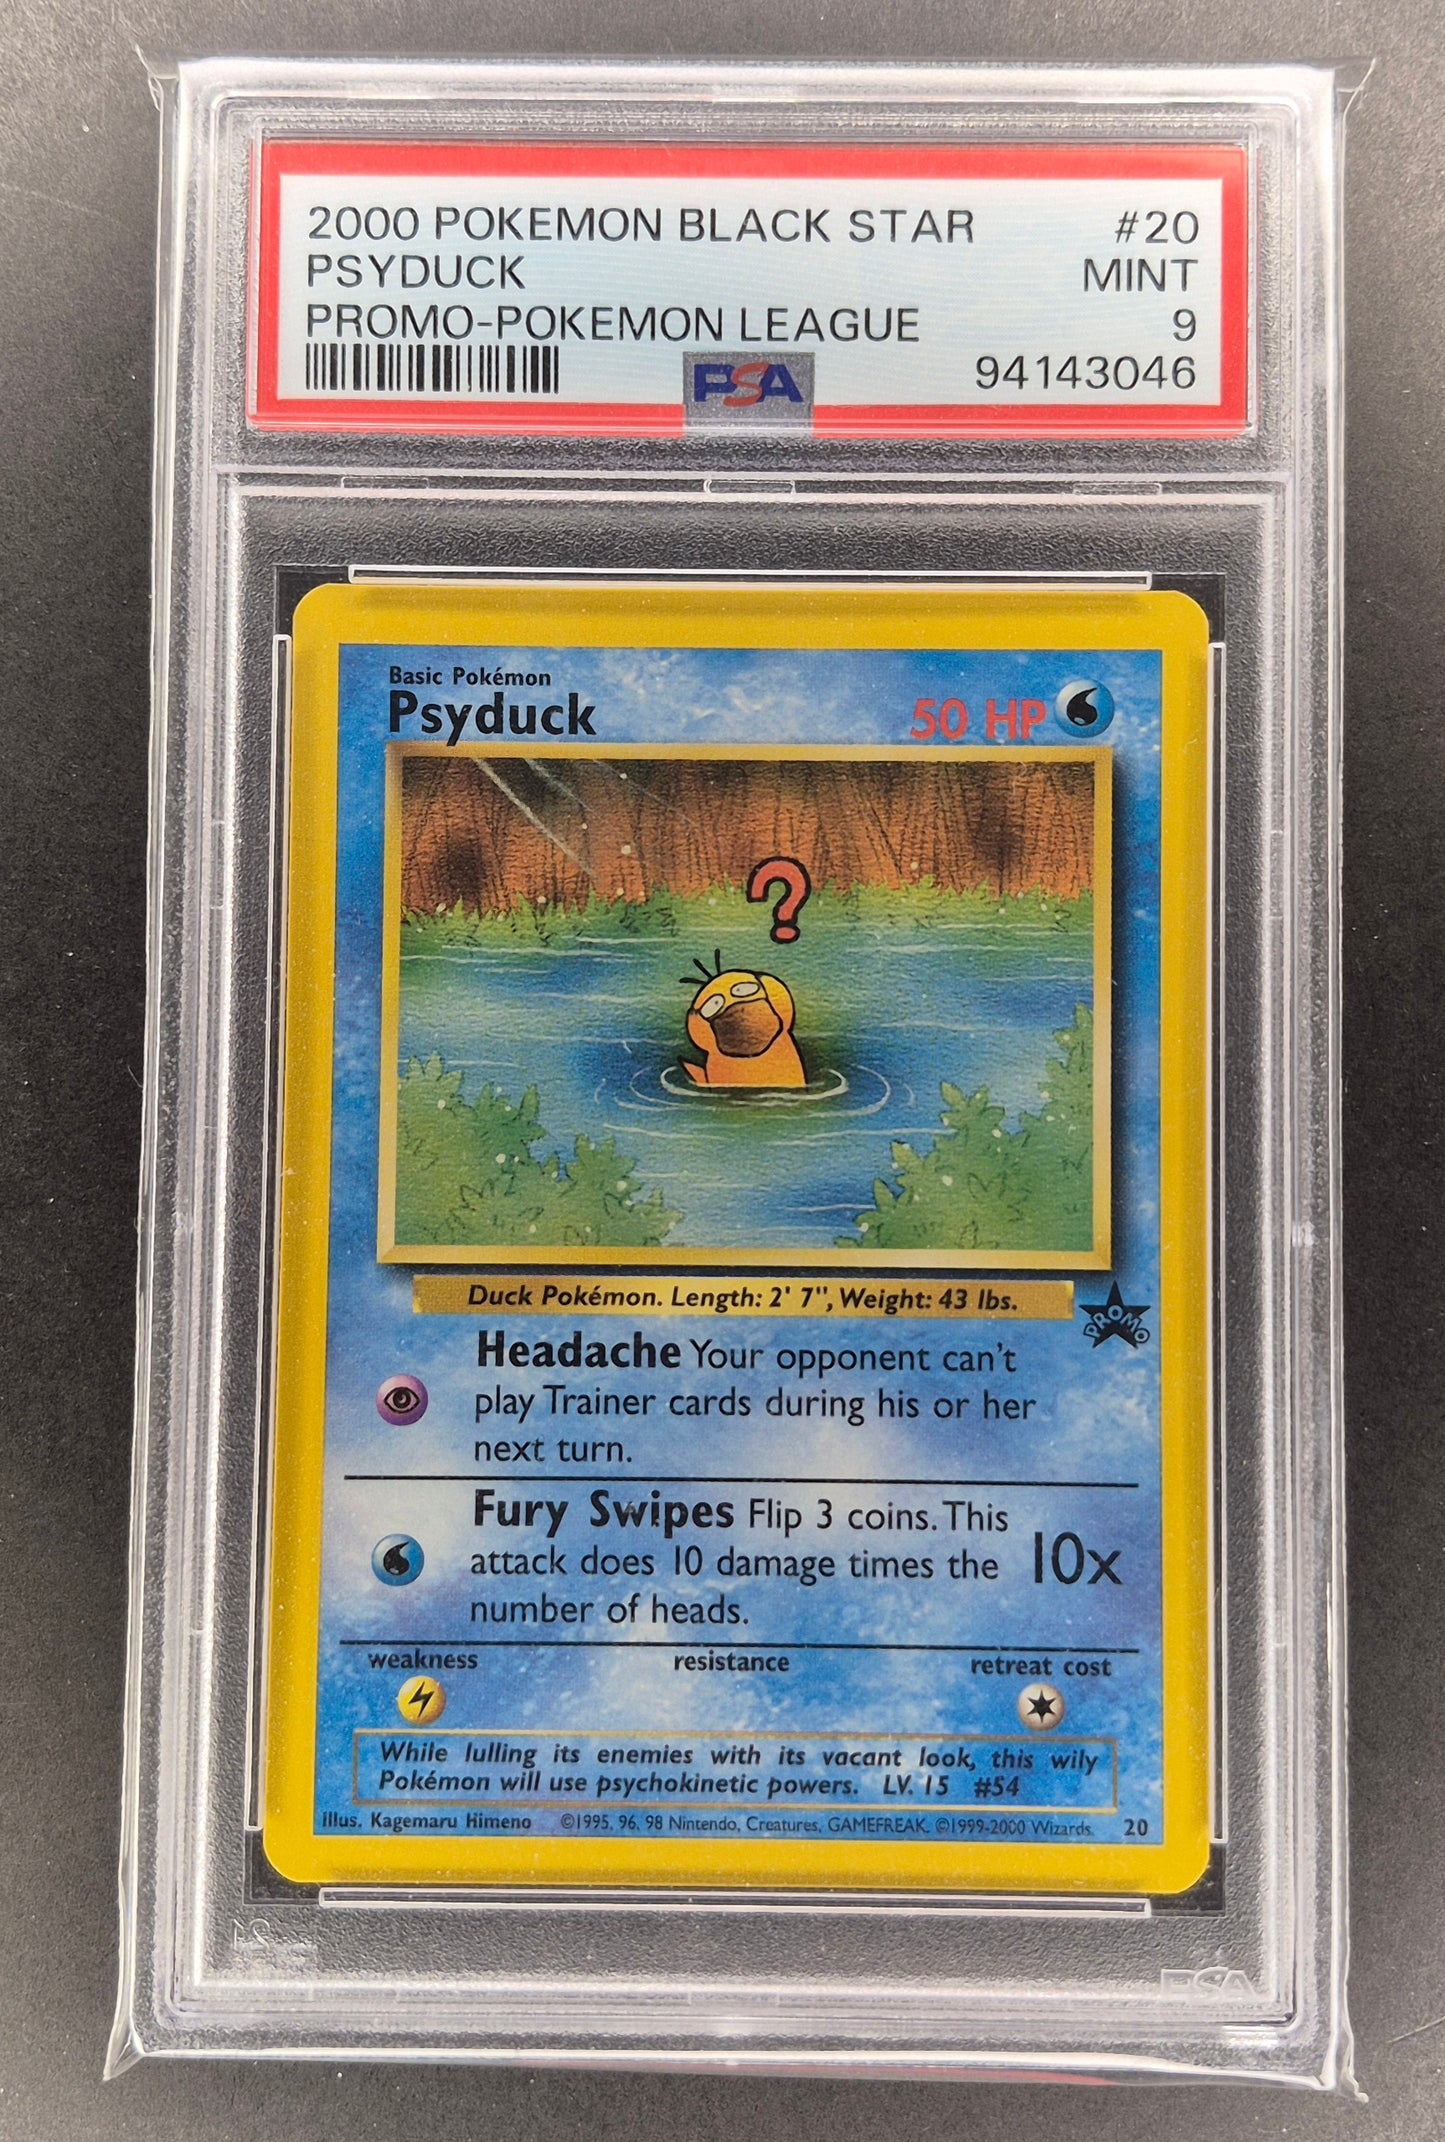 2000 POKEMON BLACK STAR #20
PSYDUCK MINT
PROMO-POKEMON LEAGUE 9
PSA 94143046
Basic Pokémon
Psyduck 50 HP
?
Duck Pokémon. Length: 2' 7", Weight: 43 lbs.
PROMO
Headache Your opponent can't
play Trainer cards during his or her
next turn.
Fury Swipes Flip 3 coins. This
attack does 10 damage times the 10x
number of heads.
weakness resistance retreat cost
While lulling its enemies with its vacant look, this wily
Pokémon will use psychokinetic powers. LV. 15 #54
Illus. Kagemaru Himeno ©1995, 96, 98 Nintendo, Creatures, GAMEFREAK. ©1999-2000 Wizards. 20
PSA